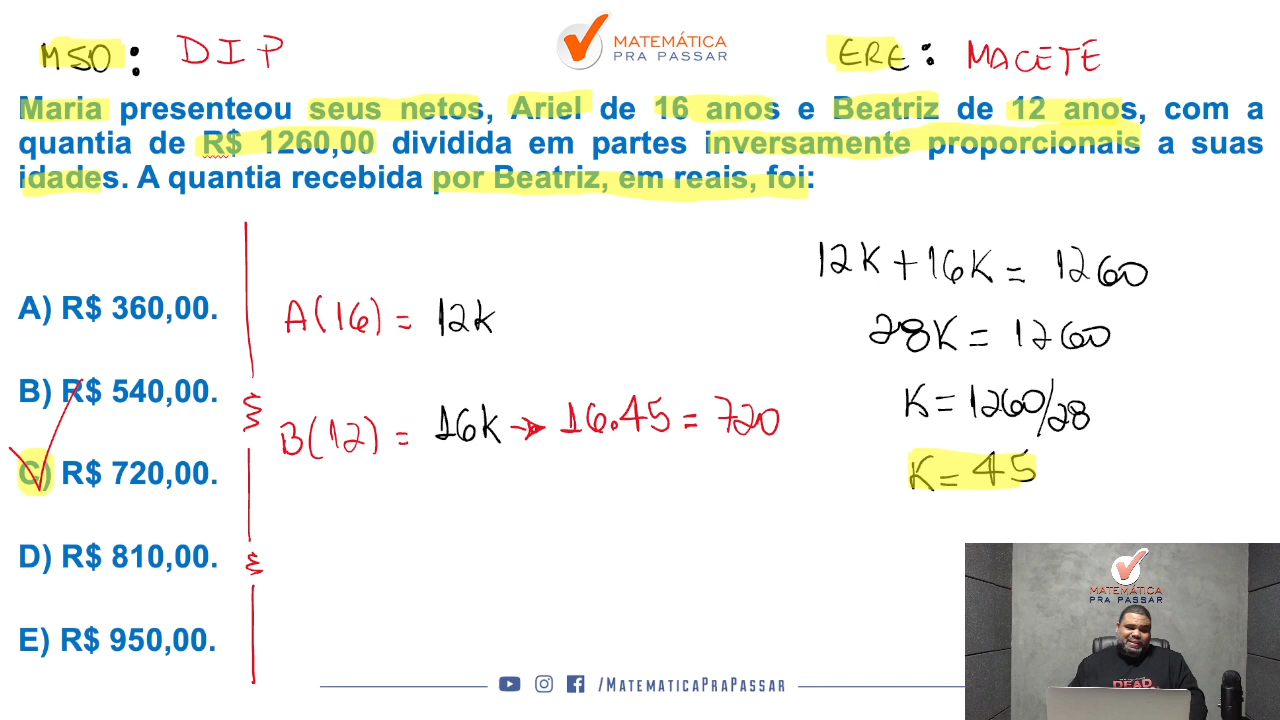 MSO: DIP
MATEMÁTICA
PRA PASSAR
ERE: MACETE
Maria presenteou seus netos, Ariel de 16 anos e Beatriz de 12 anos, com a
quantia de R$ 1260,00 dividida em partes inversamente proporcionais a suas
idades. A quantia recebida por Beatriz, em reais, foi:
A) R$ 360,00.
B) R$ 540,00.
C) R$ 720,00.
D) R$ 810,00.
E) R$ 950,00.
A(16) = 12K
B(12) = 16K → 16.45 = 720
12K + 16K = 1260
28K = 1260
K = 1260/28
K = 45
MATEMÁTICA
PRA PASSAR
DEAD
/MATEMATICAPRAPASSAR